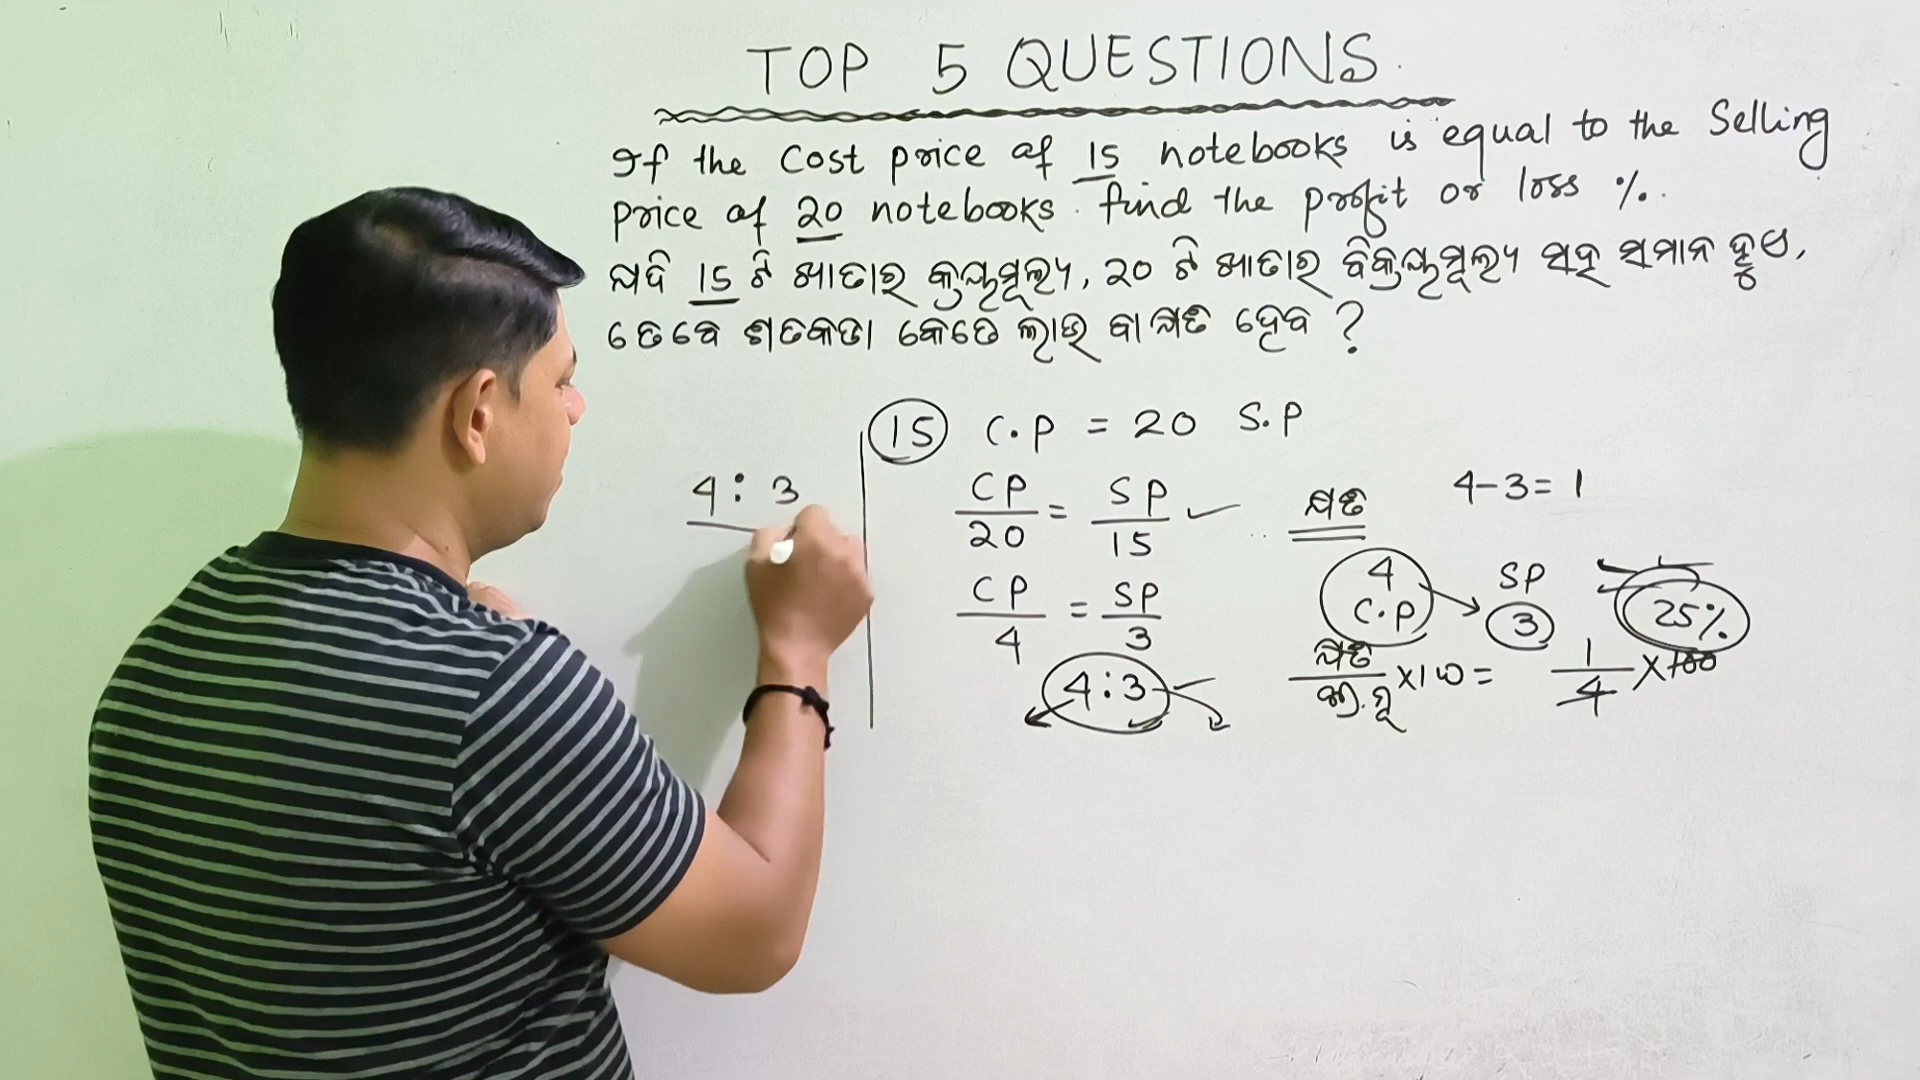 TOP 5 QUESTIONS
If the Cost price of 15 notebooks is equal to the Selling
price of 20 notebooks. find the profit or loss %.
ଯଦି 15 ଟି ଖାତାର କ୍ରୟମୂଲ୍ୟ, 20 ଟି ଖାତାର ବିକ୍ରୟମୂଲ୍ୟ ସହ ସମାନ ହୁଏ,
ତେବେ ଶତକଡା କେତେ ଲାଭ ବା କ୍ଷତି ହେବ ?
15 C.P = 20 S.P
4 : 3
CP/20 = SP/15
କ୍ଷତି
4-3=1
CP/4 = SP/3
4 C.P
SP 3
25%
4:3
କ୍ଷତି/କ୍ର.ମୂ ×100 = 1/4 ×100